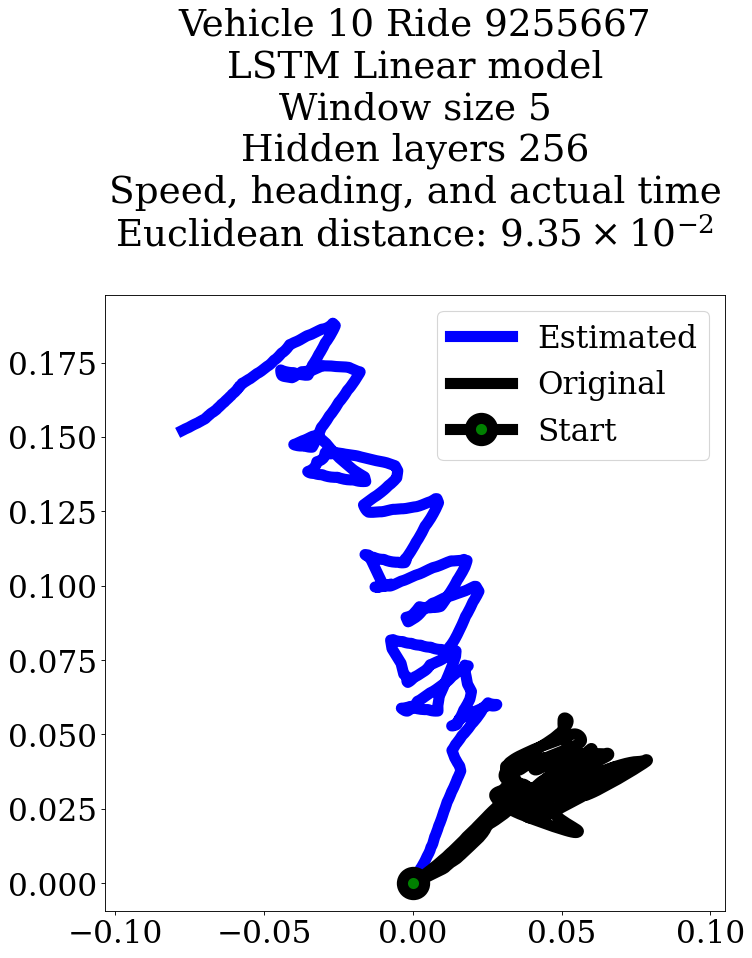 Vehicle 10 Ride 9255667
LSTM Linear model
Window size 5
Hidden layers 256
Speed, heading, and actual time
Euclidean distance: 9.35 × 10⁻²
Estimated
Original
Start
0.175
0.150
0.125
0.100
0.075
0.050
0.025
0.000
−0.10 −0.05 0.00 0.05 0.10